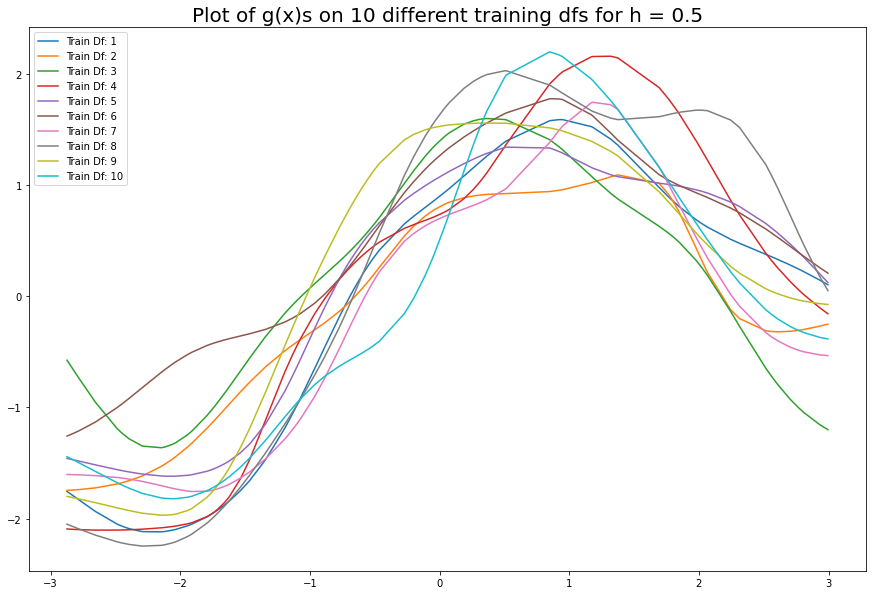 Plot of g(x)s on 10 different training dfs for h = 0.5
Train Df: 1
Train Df: 2
Train Df: 3
Train Df: 4
Train Df: 5
Train Df: 6
Train Df: 7
Train Df: 8
Train Df: 9
Train Df: 10
2
1
0
−1
−2
−3 −2 −1 0 1 2 3